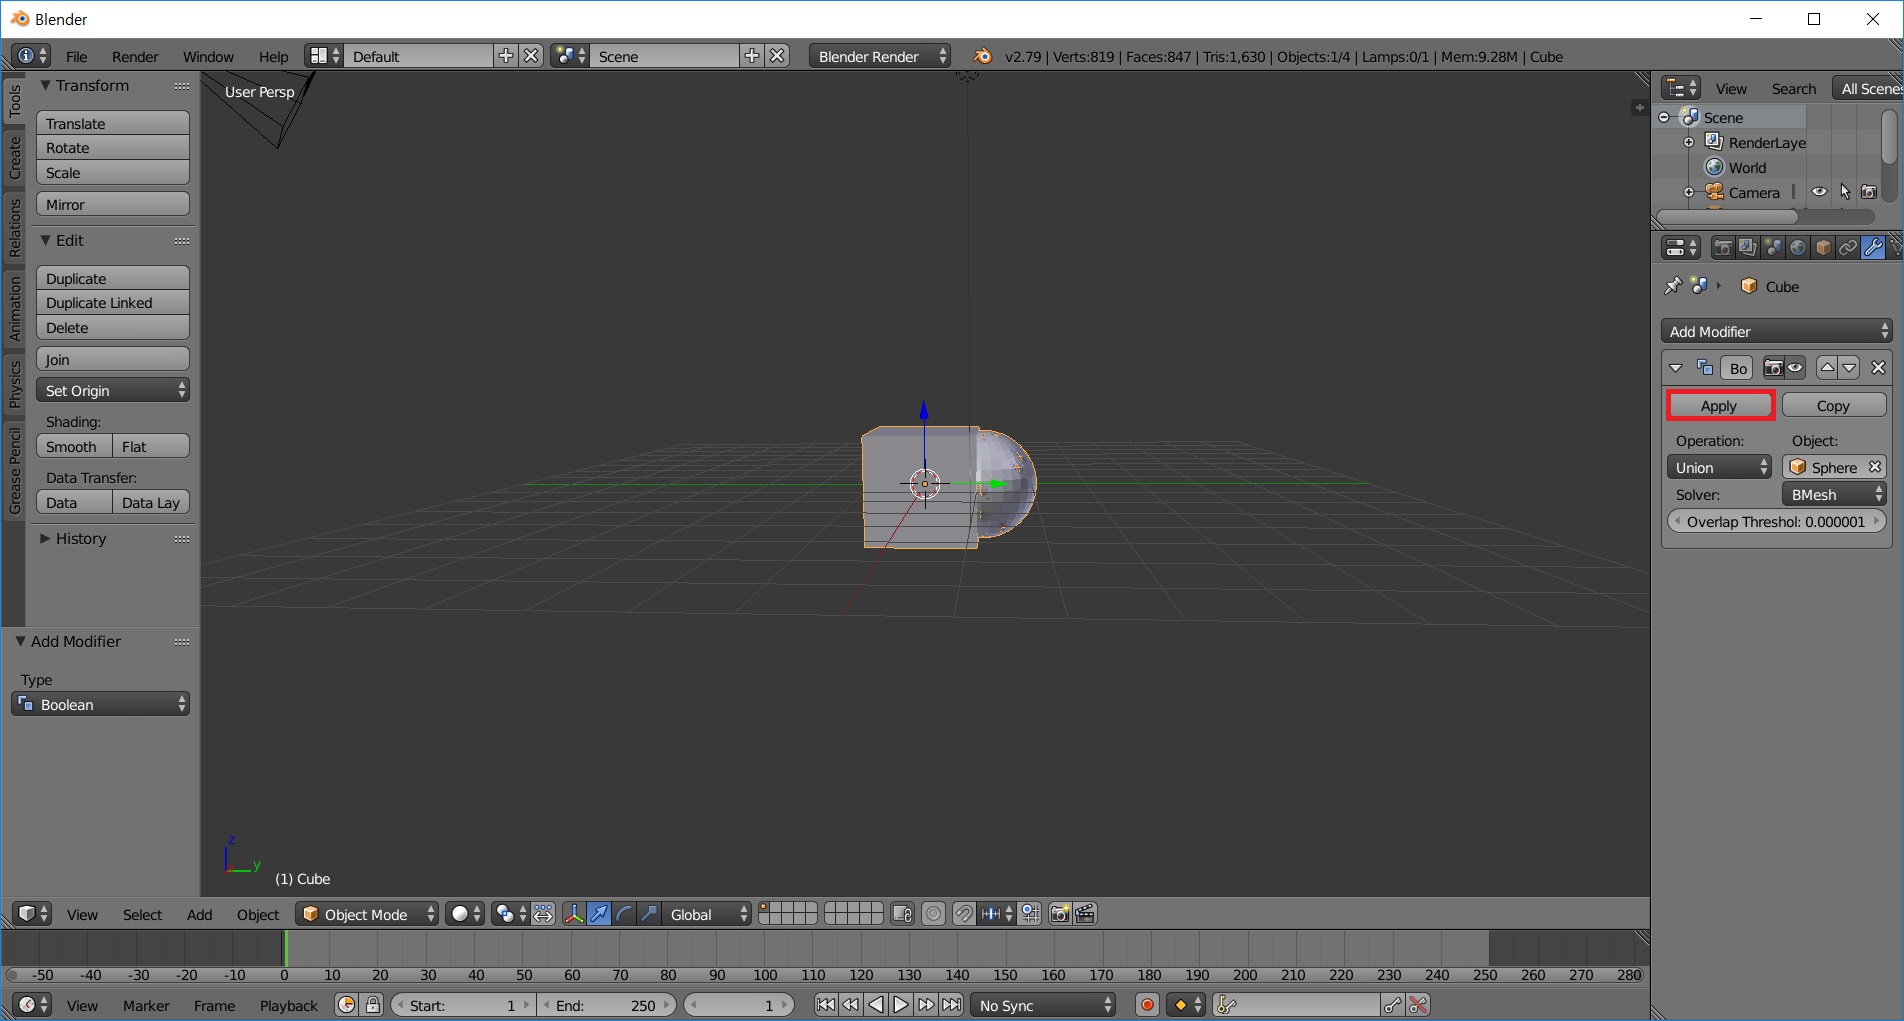 Blender
File Render Window Help Default Scene Blender Render v2.79 | Verts:819 | Faces:847 | Tris:1,630 | Objects:1/4 | Lamps:0/1 | Mem:9.28M | Cube
Tools
Create
Relations
Animation
Physics
Grease Pencil
Transform
Translate
Rotate
Scale
Mirror
Edit
Duplicate
Duplicate Linked
Delete
Join
Set Origin
Shading:
Smooth Flat
Data Transfer:
Data Data Lay
History
Add Modifier
Type
Boolean
User Persp
z
y
(1) Cube
View Search All Scenes
Scene
RenderLaye
World
Camera
Cube
Add Modifier
Bo
Apply Copy
Operation: Object:
Union Sphere
Solver: BMesh
Overlap Threshol: 0.000001
View Select Add Object Object Mode Global
-50 -40 -30 -20 -10 0 10 20 30 40 50 60 70 80 90 100 110 120 130 140 150 160 170 180 190 200 210 220 230 240 250 260 270 280
View Marker Frame Playback Start: 1 End: 250 1 No Sync